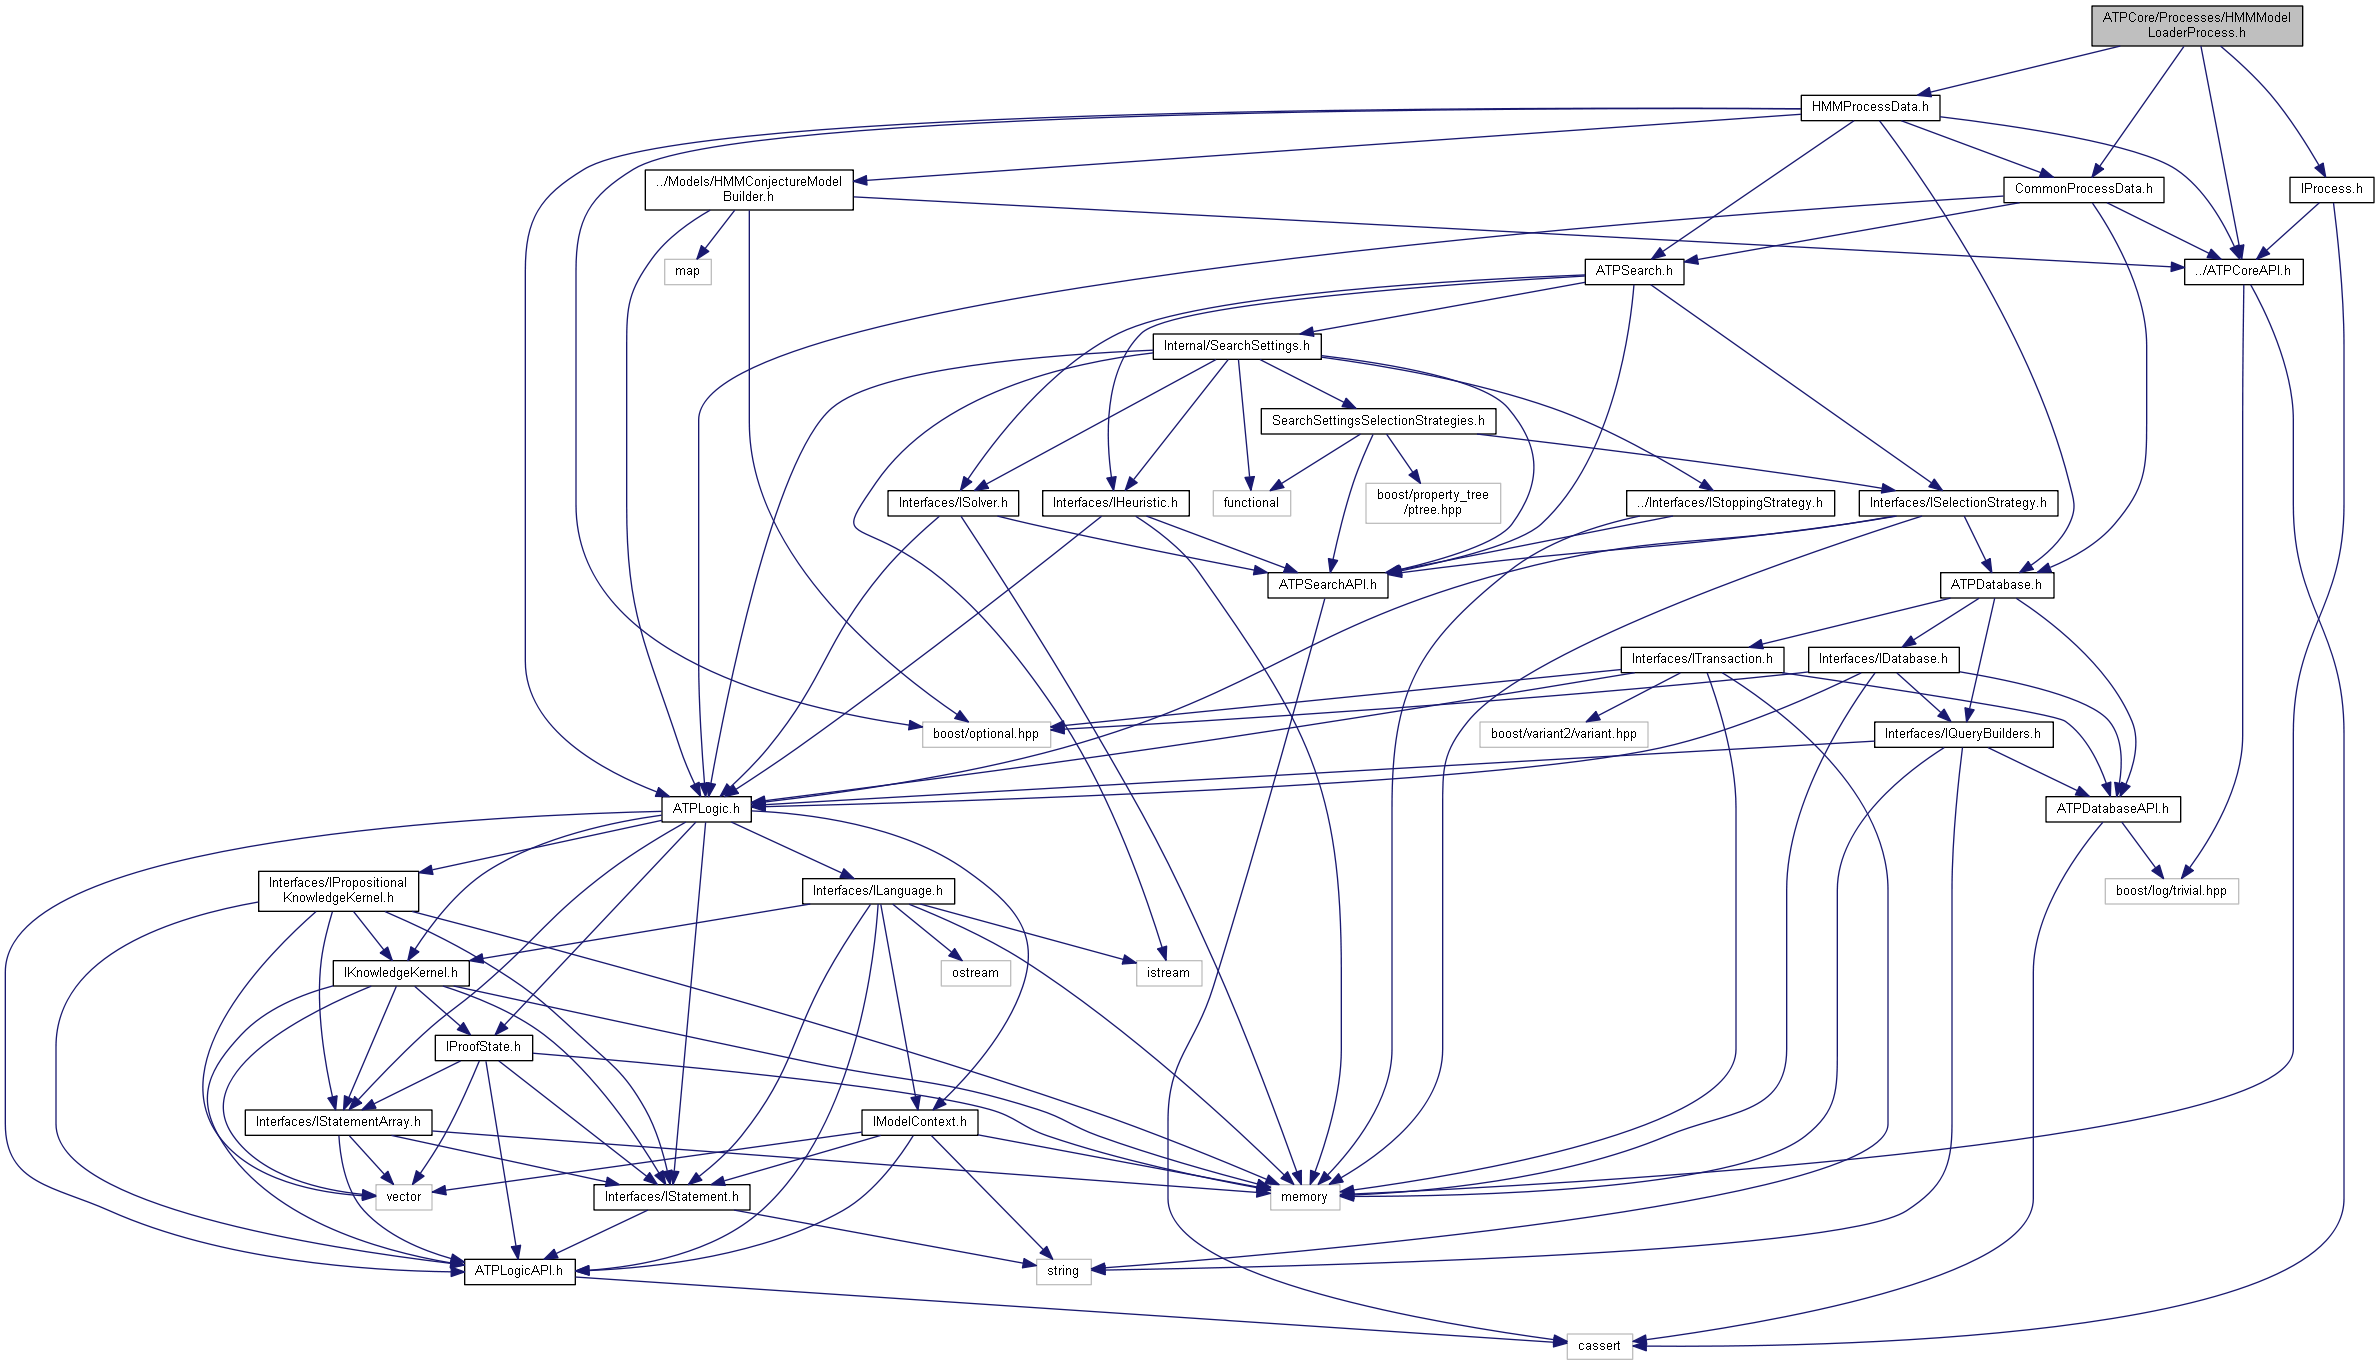 ATPCore/Processes/HMMModel
LoaderProcess.h
HMMProcessData.h
../Models/HMMConjectureModel
Builder.h
CommonProcessData.h
IProcess.h
map
ATPSearch.h
../ATPCoreAPI.h
Internal/SearchSettings.h
SearchSettingsSelectionStrategies.h
Interfaces/ISolver.h
Interfaces/IHeuristic.h
functional
boost/property_tree
/ptree.hpp
../Interfaces/IStoppingStrategy.h
Interfaces/ISelectionStrategy.h
ATPSearchAPI.h
ATPDatabase.h
Interfaces/ITransaction.h
Interfaces/IDatabase.h
boost/optional.hpp
boost/variant2/variant.hpp
Interfaces/IQueryBuilders.h
ATPLogic.h
ATPDatabaseAPI.h
Interfaces/IPropositional
KnowledgeKernel.h
Interfaces/ILanguage.h
boost/log/trivial.hpp
IKnowledgeKernel.h
ostream
istream
IProofState.h
Interfaces/IStatementArray.h
IModelContext.h
vector
Interfaces/IStatement.h
memory
ATPLogicAPI.h
string
cassert